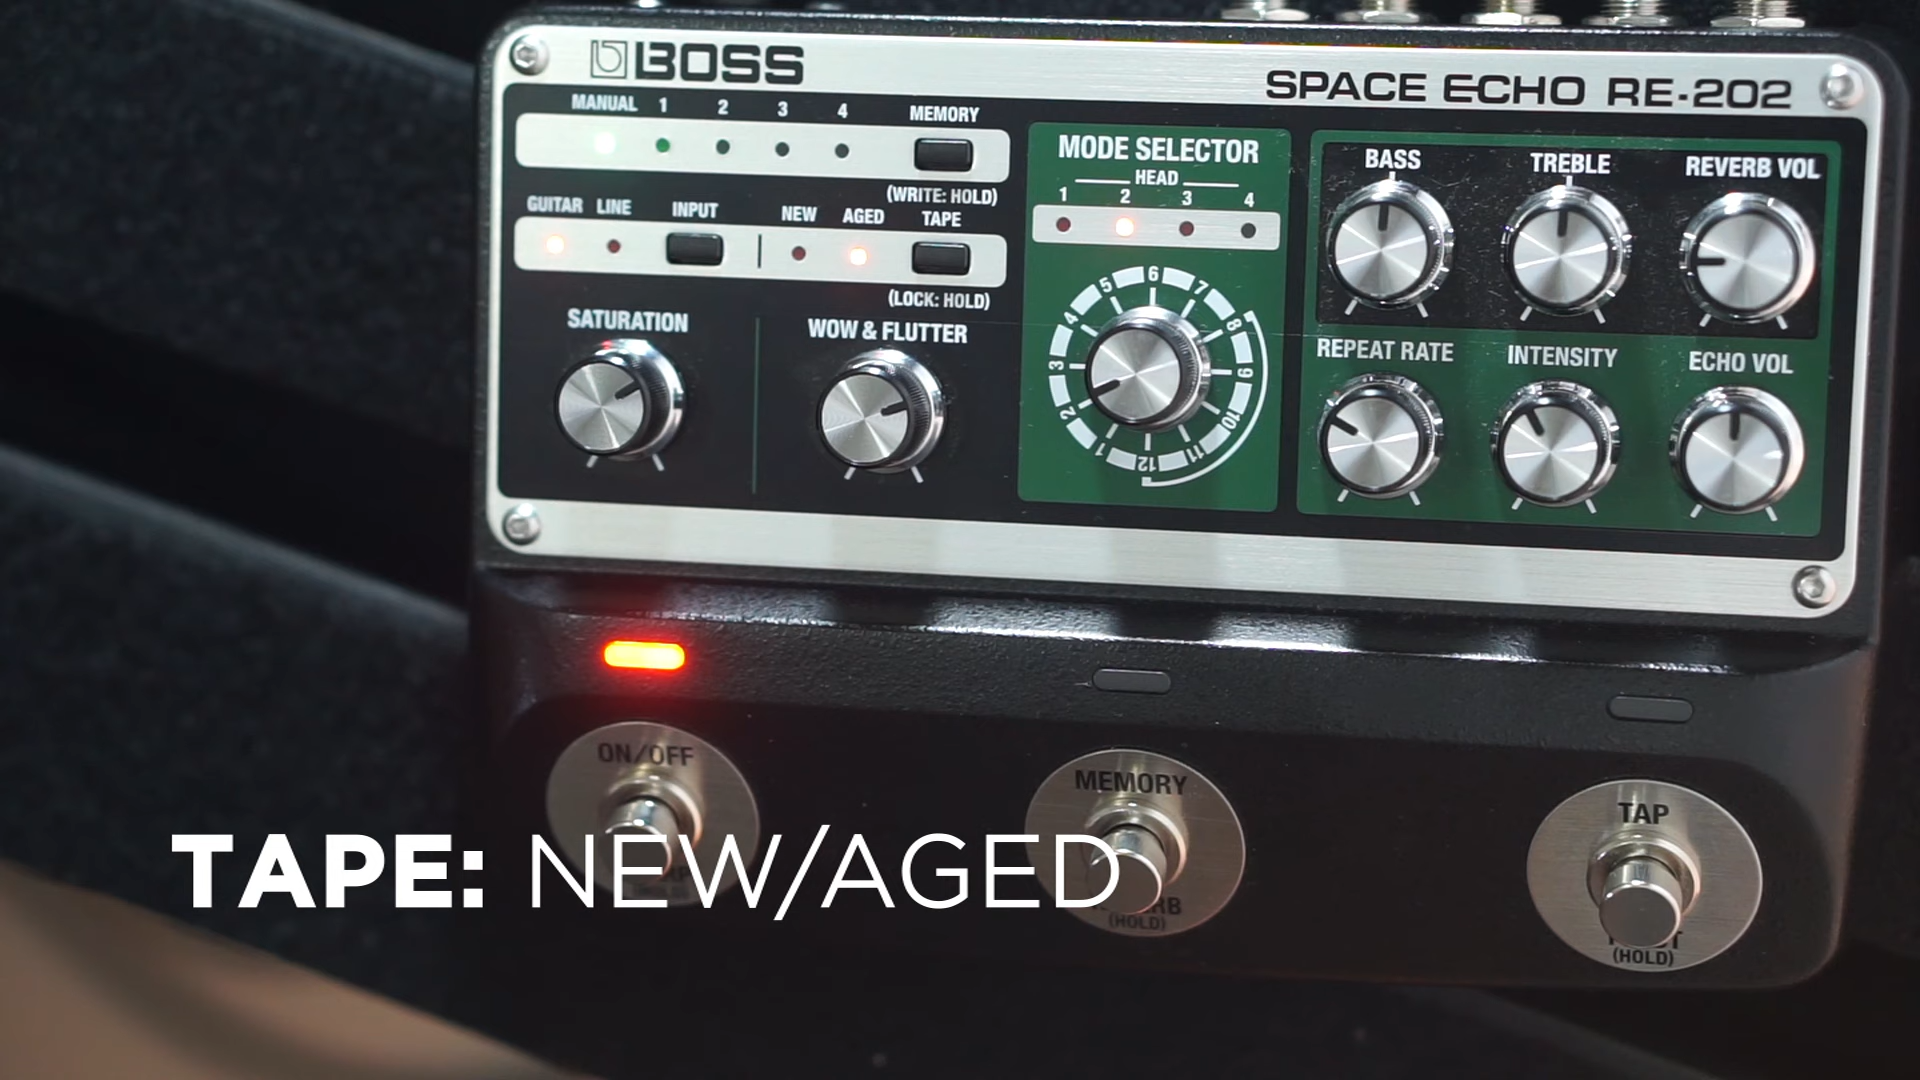 BOSS
SPACE ECHO RE-202
MANUAL 1 2 3 4 MEMORY
(WRITE: HOLD)
GUITAR LINE INPUT NEW AGED TAPE
(LOCK: HOLD)
SATURATION WOW & FLUTTER
MODE SELECTOR
HEAD
1 2 3 4
1 2 3 4 5 6 7 8 9 10 11 12
BASS TREBLE REVERB VOL
REPEAT RATE INTENSITY ECHO VOL
ON/OFF
MEMORY
(HOLD)
TAP
(HOLD)
TAPE: NEW/AGED